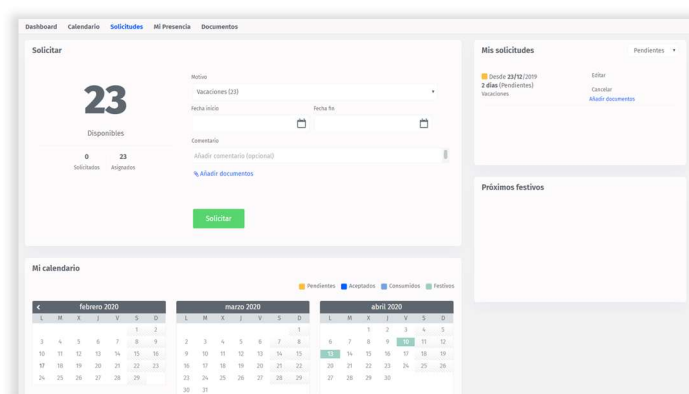 Dashboard Calendario Solicitudes Mi Presencia Documentos
Solicitar
23
Disponibles
0 23
Solicitados Asignados
Motivo
Vacaciones (23)
Fecha inicio Fecha fin
Comentario
Añadir comentario (opcional)
Añadir documentos
Solicitar
Mis solicitudes Pendientes
Desde 23/12/2019 Editar
2 días (Pendientes)
Cancelar
Vacaciones
Añadir documentos
Próximos festivos
Mi calendario
Pendientes Aceptados Consumidos Festivos
febrero 2020
L M X J V S D
1 2
3 4 5 6 7 8 9
10 11 12 13 14 15 16
17 18 19 20 21 22 23
24 25 26 27 28 29
marzo 2020
L M X J V S D
1
2 3 4 5 6 7 8
9 10 11 12 13 14 15
16 17 18 19 20 21 22
23 24 25 26 27 28 29
30 31
abril 2020
L M X J V S D
1 2 3 4 5
6 7 8 9 10 11 12
13 14 15 16 17 18 19
20 21 22 23 24 25 26
27 28 29 30